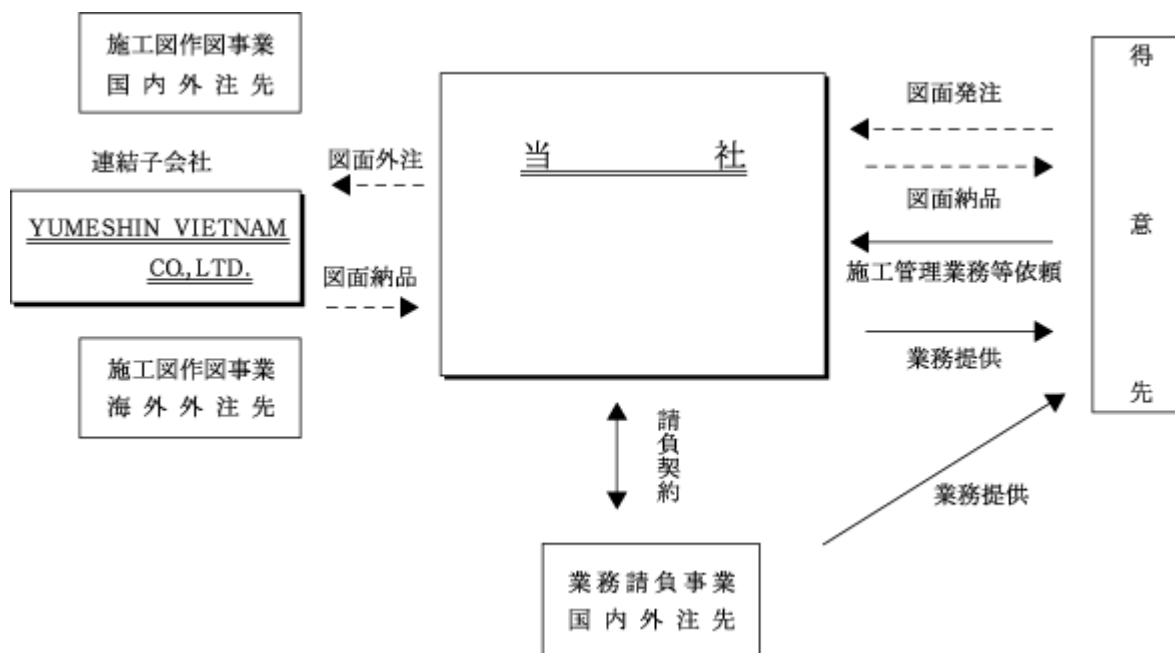 施工図作図事業
国内外注先
連結子会社
YUMESHIN VIETNAM
CO.,LTD.
施工図作図事業
海外外注先
図面外注
図面納品
当社
図面発注
図面納品
施工管理業務等依頼
業務提供
得意先
請負契約
業務提供
業務請負事業
国内外注先